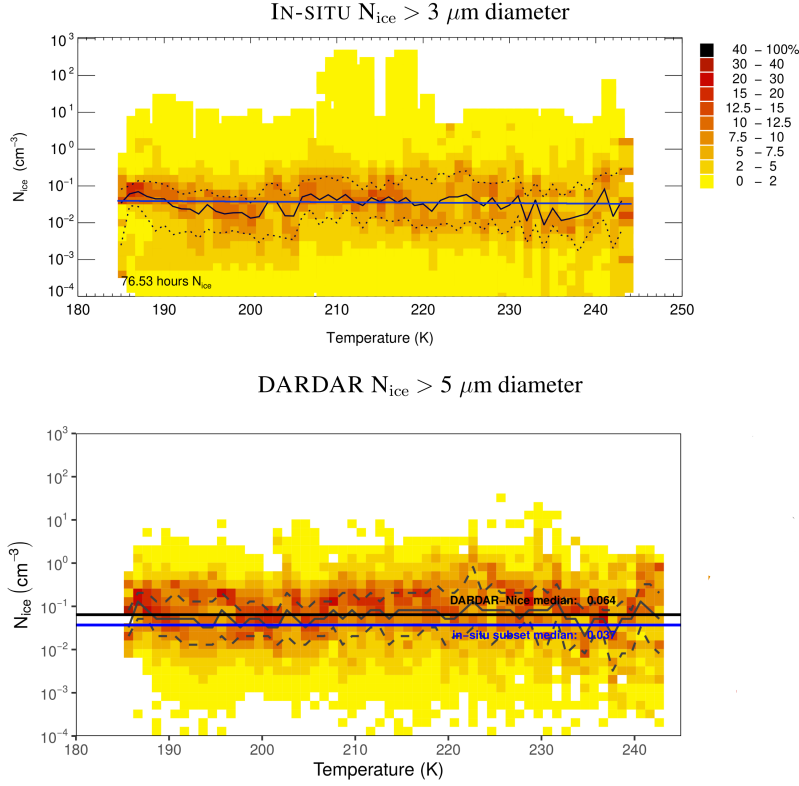 IN-SITU Nice > 3 μm diameter
10³
10²
10¹
10⁰
10⁻¹
10⁻²
10⁻³
10⁻⁴
Nice (cm⁻³)
76.53 hours Nice
180 190 200 210 220 230 240 250
Temperature (K)
40 – 100%
30 – 40
20 – 30
15 – 20
12.5 – 15
10 – 12.5
7.5 – 10
5 – 7.5
2 – 5
0 – 2
DARDAR Nice > 5 μm diameter
10³
10²
10¹
10⁰
10⁻¹
10⁻²
10⁻³
10⁻⁴
Nice (cm⁻³)
DARDAR–Nice median: 0.064
in–situ subset median: 0.037
180 190 200 210 220 230 240
Temperature (K)